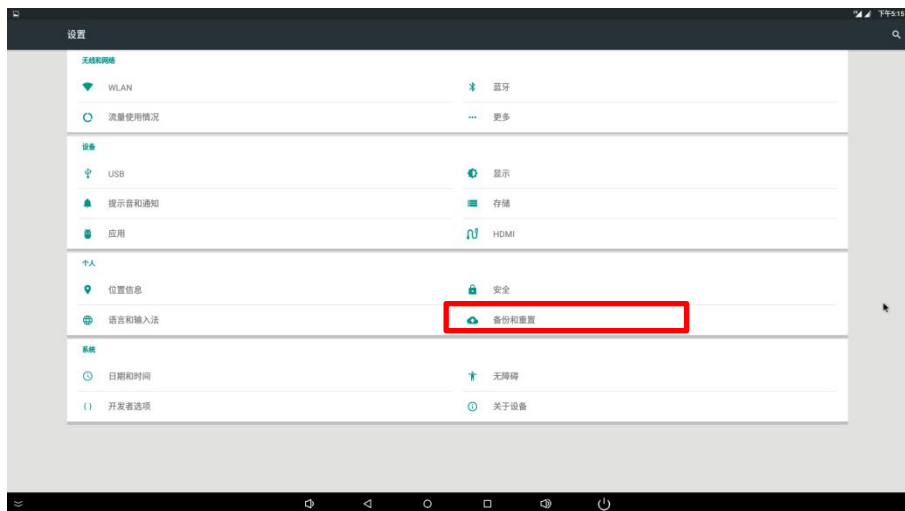 下午5:15
设置
无线和网络
WLAN
蓝牙
流量使用情况
更多
设备
USB
显示
提示音和通知
存储
应用
HDMI
个人
位置信息
安全
语言和输入法
备份和重置
系统
日期和时间
无障碍
开发者选项
关于设备